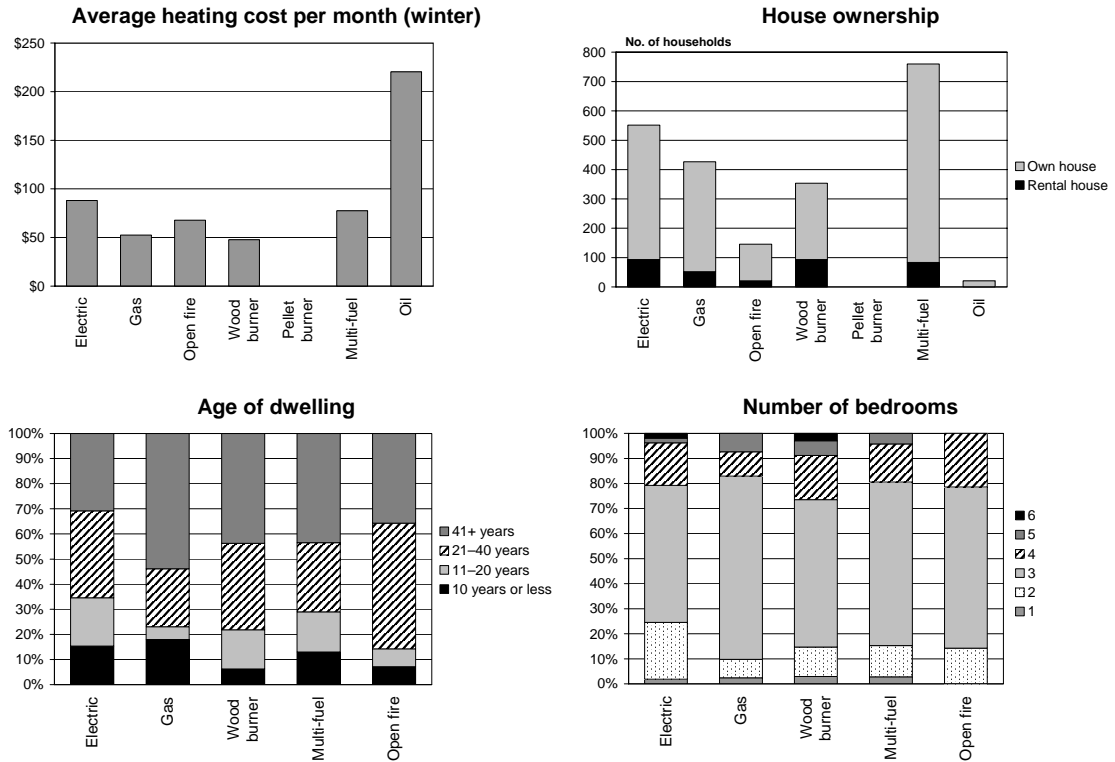 Average heating cost per month (winter)
$250
$200
$150
$100
$50
$0
Electric
Gas
Open fire
Wood
burner
Pellet
burner
Multi-fuel
Oil
House ownership
No. of households
800
700
600
500
400
300
200
100
0
Electric
Gas
Open fire
Wood
burner
Pellet
burner
Multi-fuel
Oil
Own house
Rental house
Age of dwelling
100%
90%
80%
70%
60%
50%
40%
30%
20%
10%
0%
Electric
Gas
Wood
burner
Multi-fuel
Open fire
41+ years
21–40 years
11–20 years
10 years or less
Number of bedrooms
100%
90%
80%
70%
60%
50%
40%
30%
20%
10%
0%
Electric
Gas
Wood
burner
Multi-fuel
Open fire
6
5
4
3
2
1